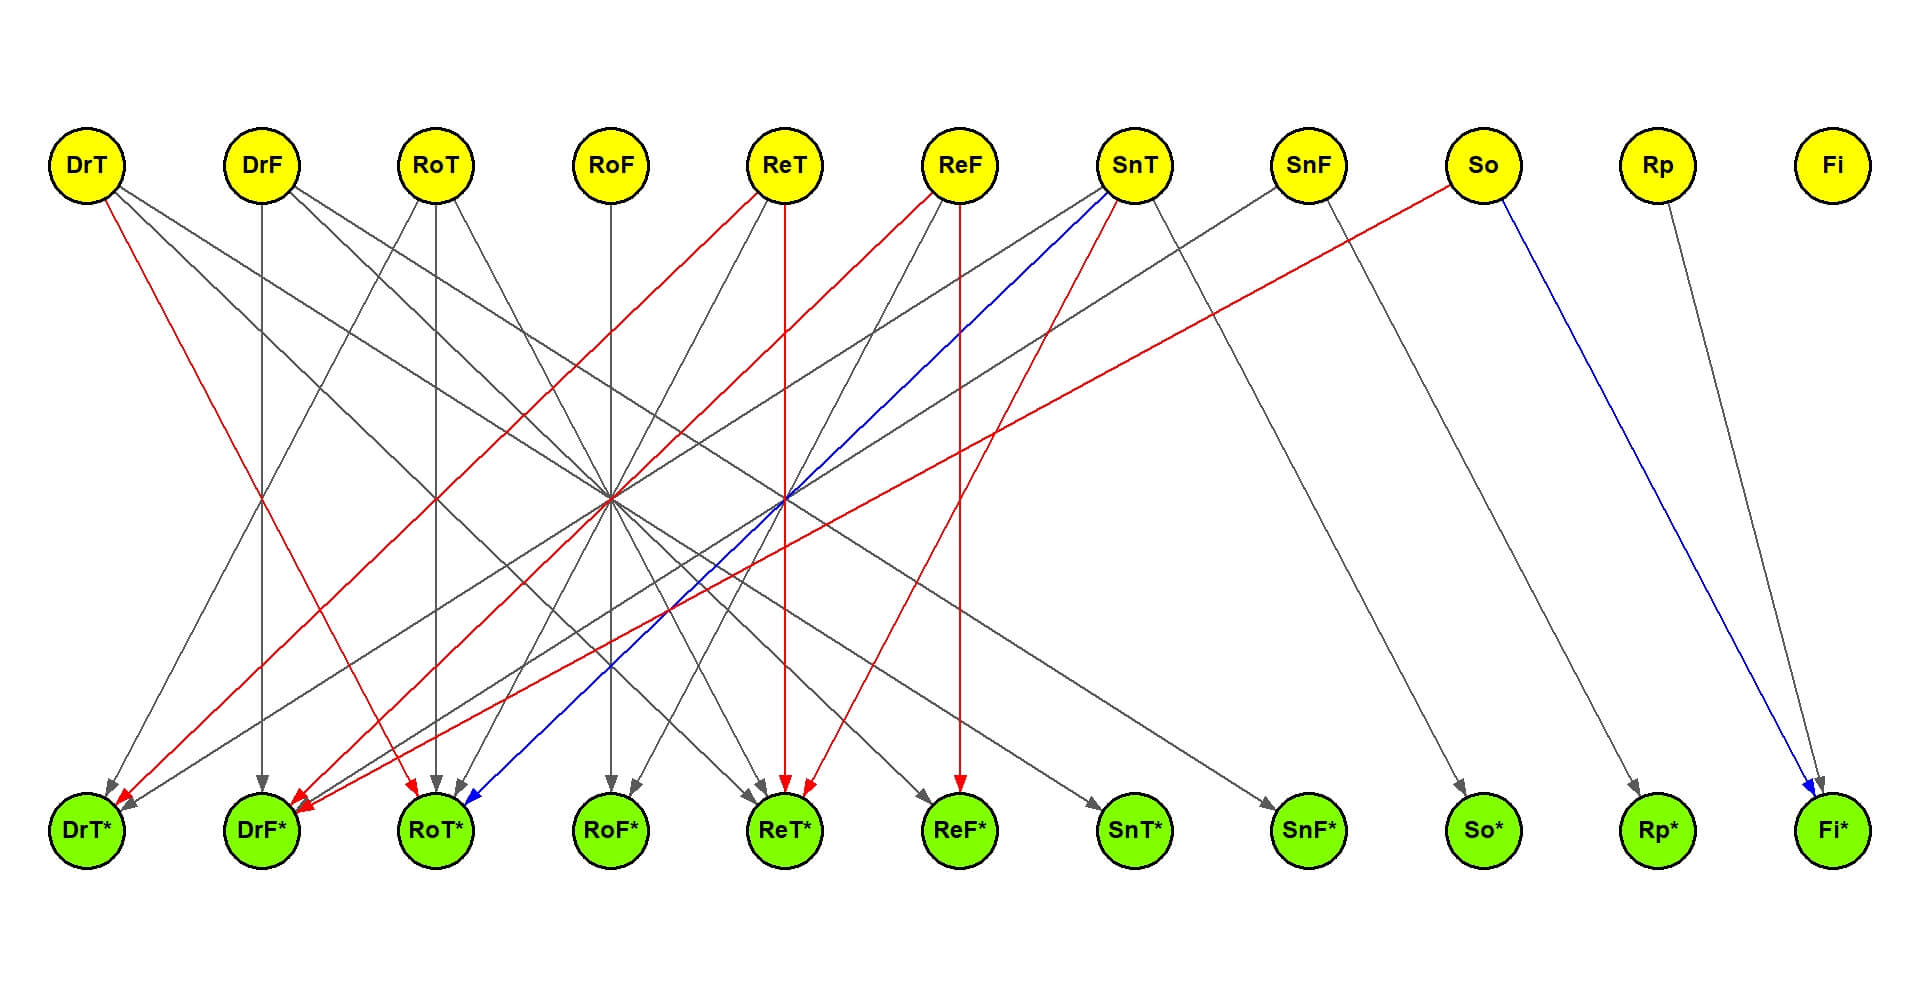 DrT DrF RoT RoF ReT ReF SnT SnF So Rp Fi
DrT* DrF* RoT* RoF* ReT* ReF* SnT* SnF* So* Rp* Fi*